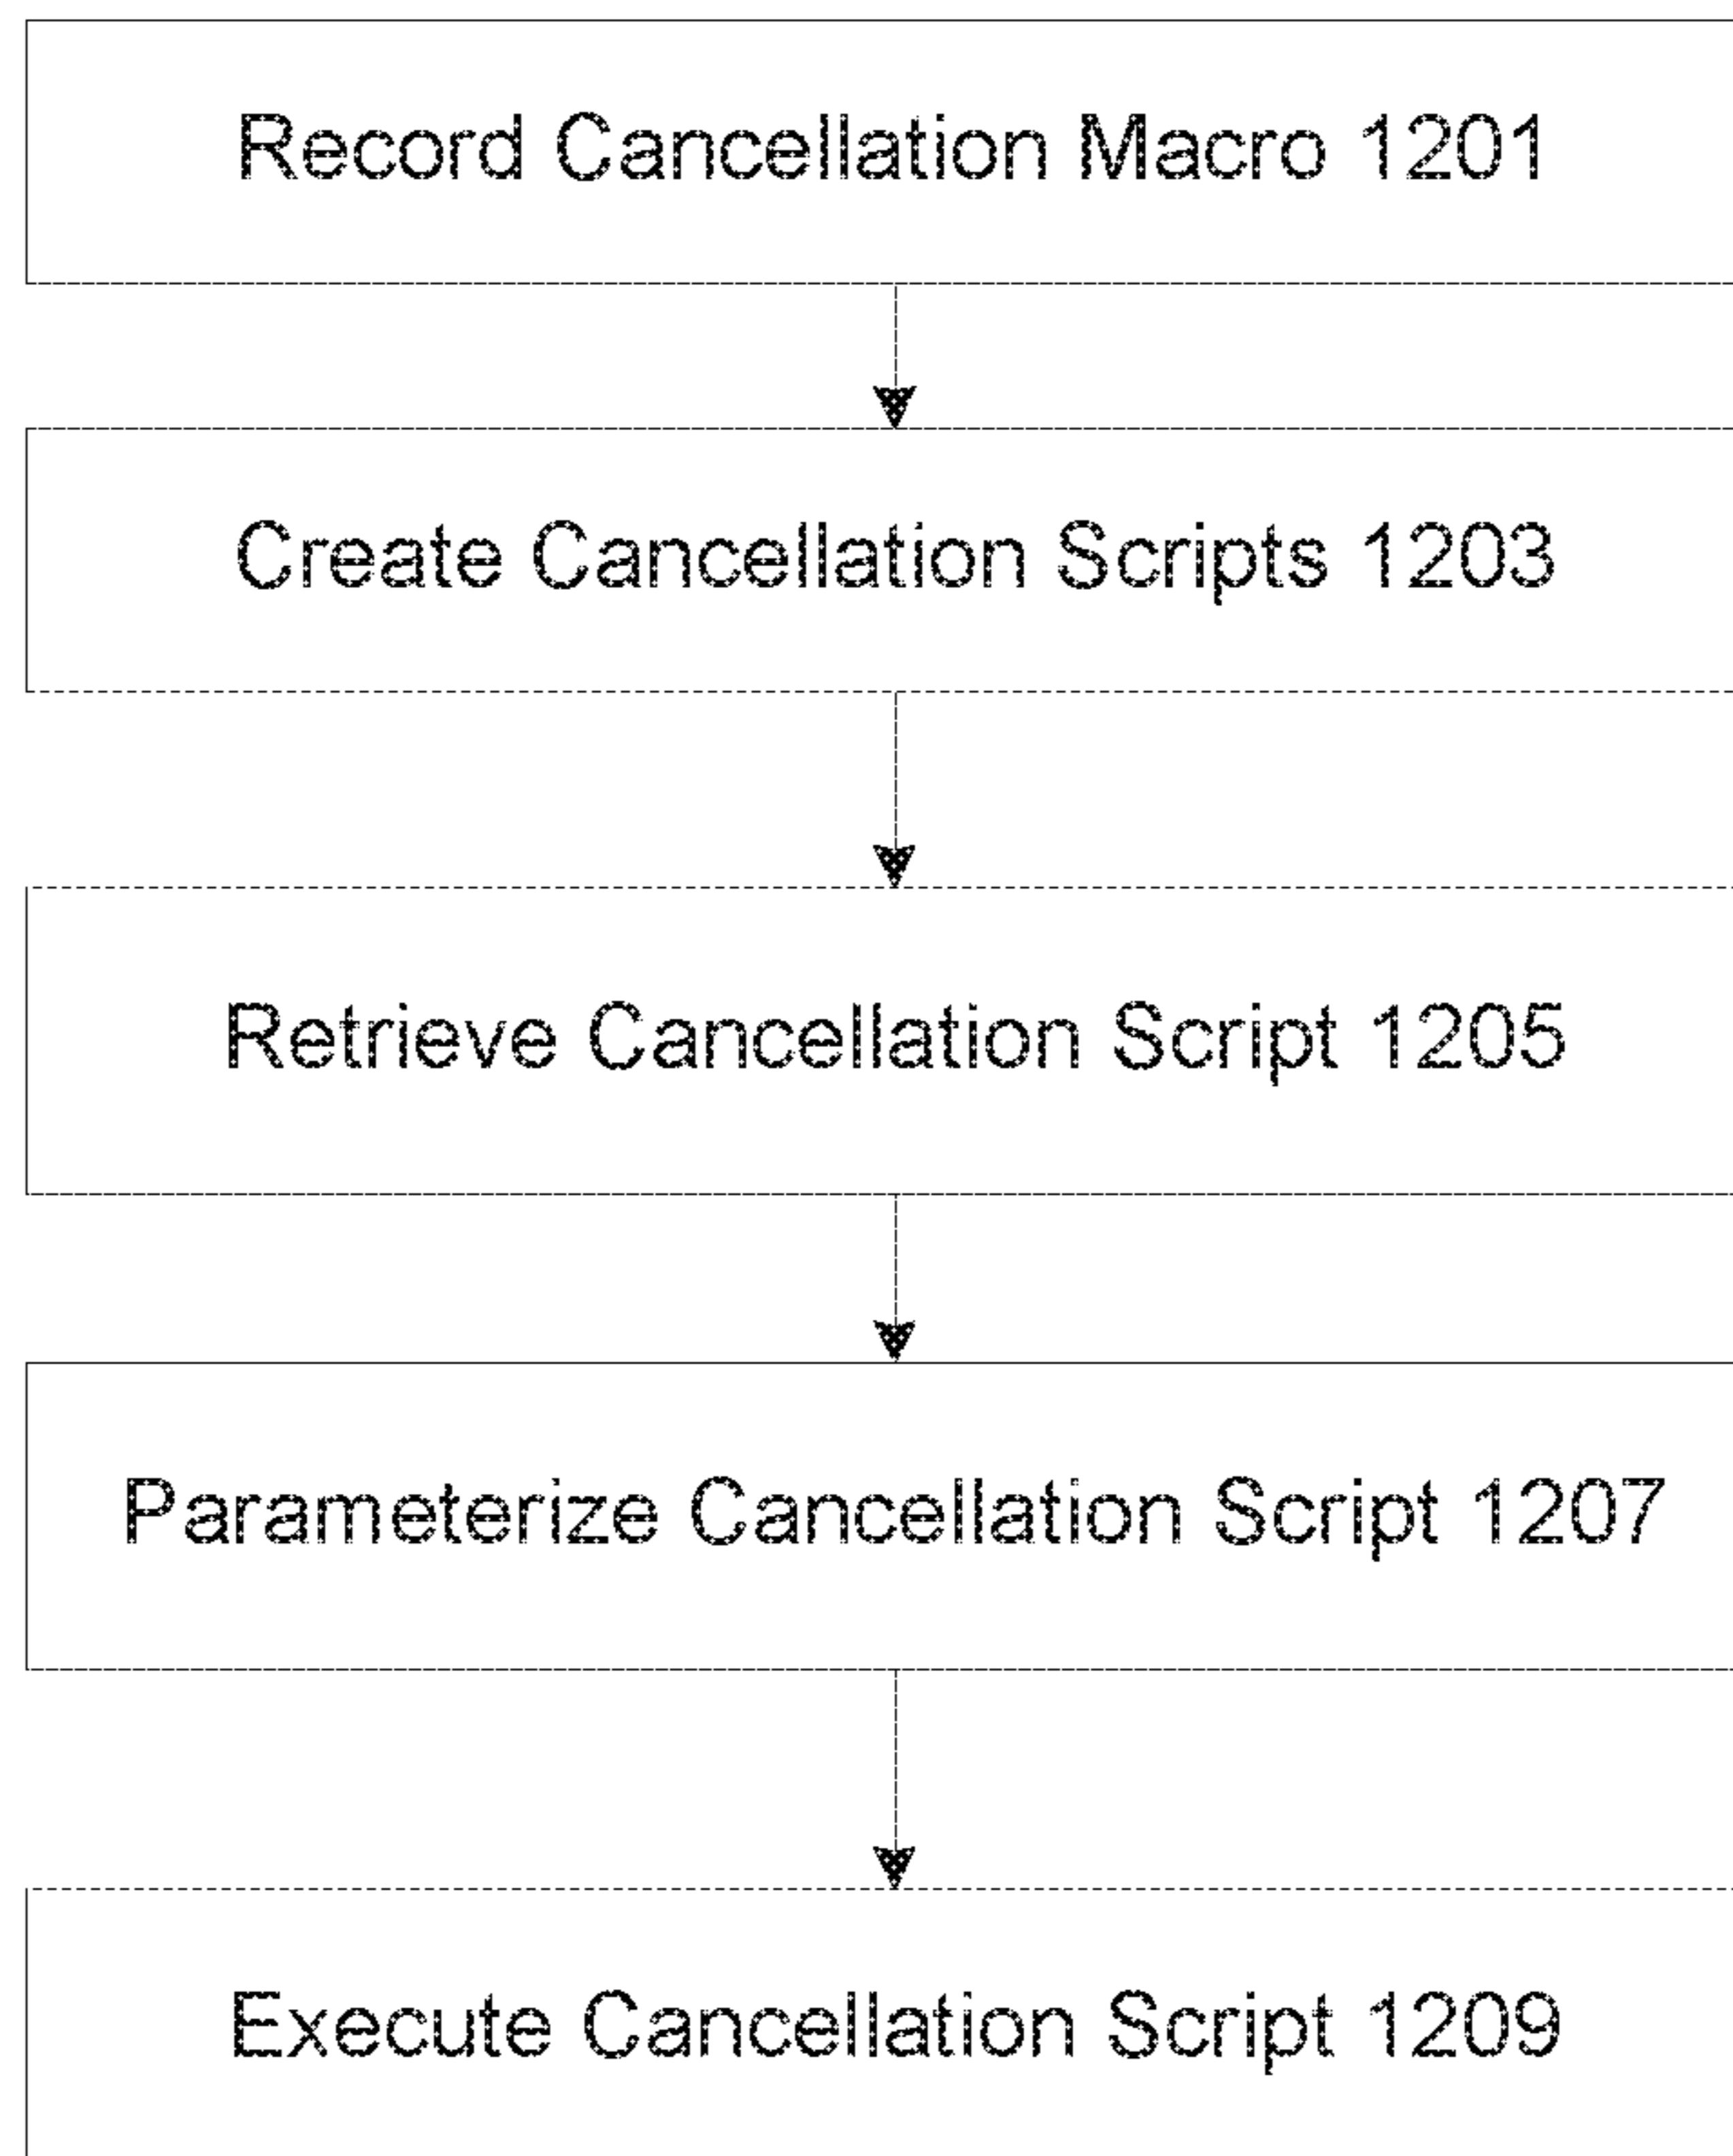 Record Cancellation Macro 1201
Create Cancellation Scripts 1203
Retrieve Cancellation Script 1205
Parameterize Cancellation Script 1207
Execute Cancellation Script 1209